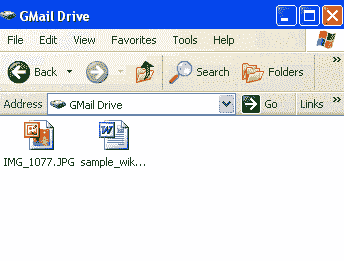 GMail Drive
File Edit View Favorites Tools Help »
Back Search Folders »
Address GMail Drive Go Links »
IMG_1077.JPG sample_wik...